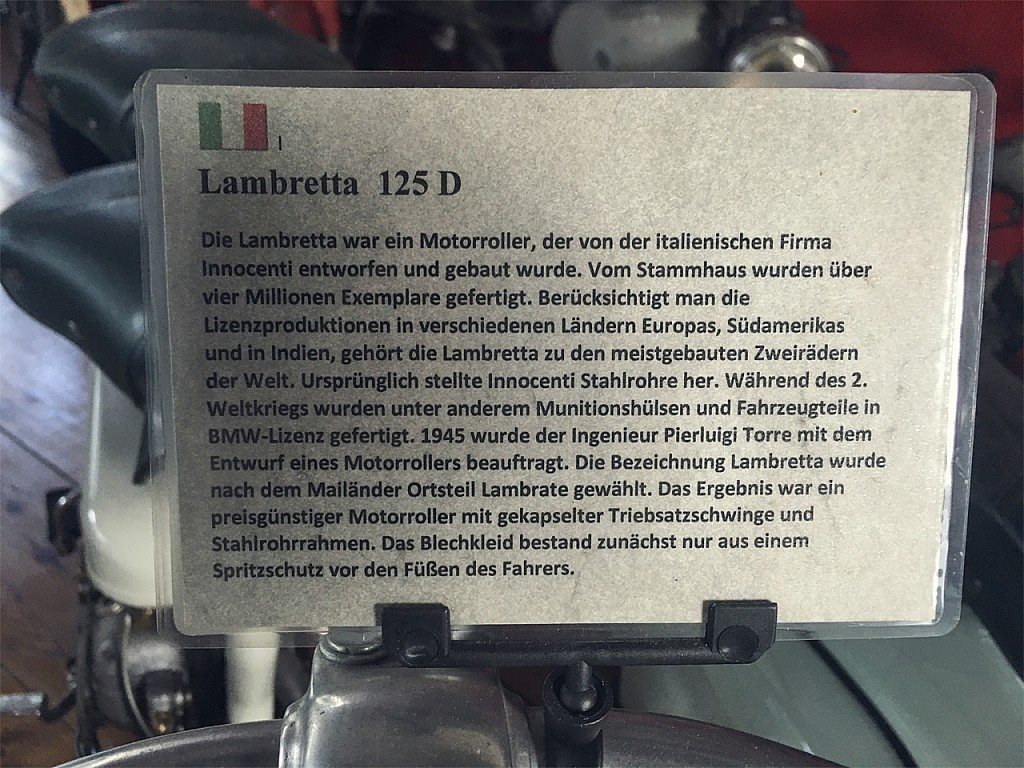 I
Lambretta 125 D
Die Lambretta war ein Motorroller, der von der italienischen Firma
Innocenti entworfen und gebaut wurde. Vom Stammhaus wurden über
vier Millionen Exemplare gefertigt. Berücksichtigt man die
Lizenzproduktionen in verschiedenen Ländern Europas, Südamerikas
und in Indien, gehört die Lambretta zu den meistgebauten Zweirädern
der Welt. Ursprünglich stellte Innocenti Stahlrohre her. Während des 2.
Weltkriegs wurden unter anderem Munitionshülsen und Fahrzeugteile in
BMW-Lizenz gefertigt. 1945 wurde der Ingenieur Pierluigi Torre mit dem
Entwurf eines Motorrollers beauftragt. Die Bezeichnung Lambretta wurde
nach dem Mailänder Ortsteil Lambrate gewählt. Das Ergebnis war ein
preisgünstiger Motorroller mit gekapselter Triebsatzschwinge und
Stahlrohrrahmen. Das Blechkleid bestand zunächst nur aus einem
Spritzschutz vor den Füßen des Fahrers.